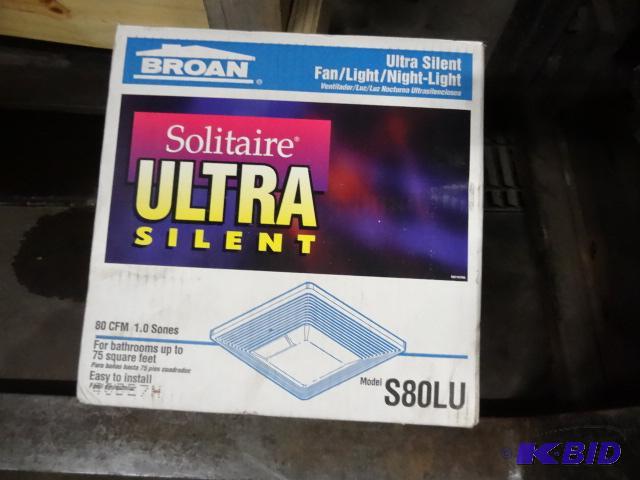 BROAN
Ultra Silent
Fan/Light/Night-Light
Ventilador/Luz/Luz Nocturna Ultrasilenciosos
Solitaire®
ULTRA
SILENT
80 CFM 1.0 Sones
For bathrooms up to
75 square feet
Para baños hasta 75 pies cuadrados
Easy to install
Model S80LU
K-BID